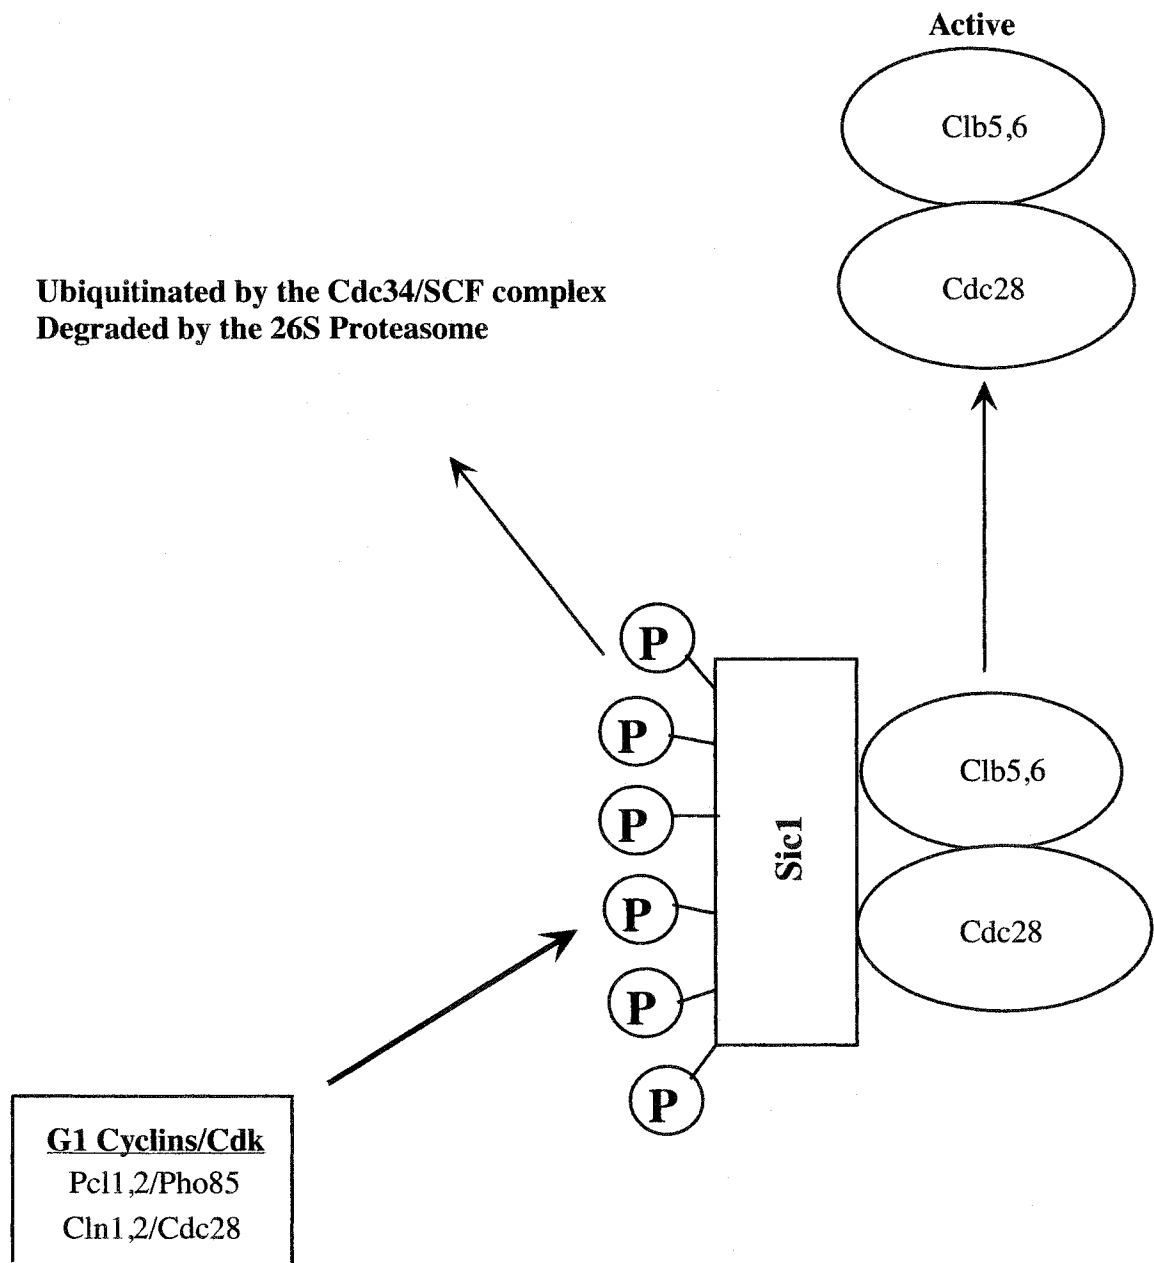 Active
Clb5,6
Cdc28
Ubiquitinated by the Cdc34/SCF complex
Degraded by the 26S Proteasome
P
P
P
P
P
P
Sic1
Clb5,6
Cdc28
G1 Cyclins/Cdk
Pcl1,2/Pho85
Cln1,2/Cdc28